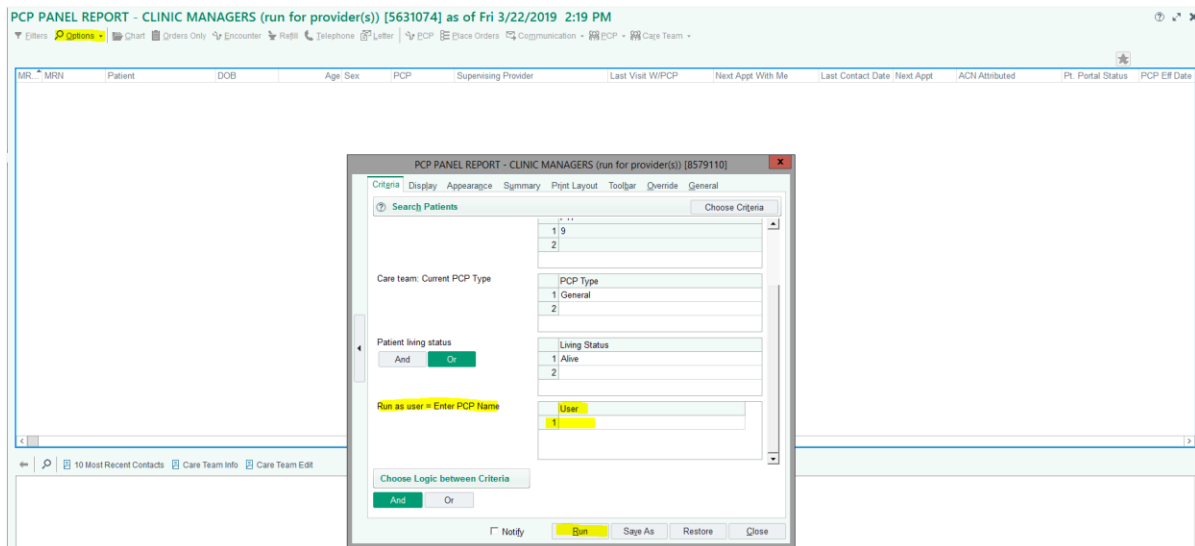 PCP PANEL REPORT - CLINIC MANAGERS (run for provider(s)) [5631074] as of Fri 3/22/2019 2:19 PM
Filters Options Chart Orders Only Encounter Refill Telephone Letter PCP Place Orders Communication PCP Care Team
MR... MRN Patient DOB Age Sex PCP Supervising Provider Last Visit W/PCP Next Appt With Me Last Contact Date Next Appt ACN Attributed Pt. Portal Status PCP Eff Date
PCP PANEL REPORT - CLINIC MANAGERS (run for provider(s)) [8579110]
Criteria Display Appearance Summary Print Layout Toolbar Override General
Search Patients Choose Criteria
1 9
2
Care team: Current PCP Type PCP Type
1 General
2
Patient living status Living Status
And Or 1 Alive
2
Run as user = Enter PCP Name User
1
10 Most Recent Contacts Care Team Info Care Team Edit
Choose Logic between Criteria
And Or
Notify Run Save As Restore Close